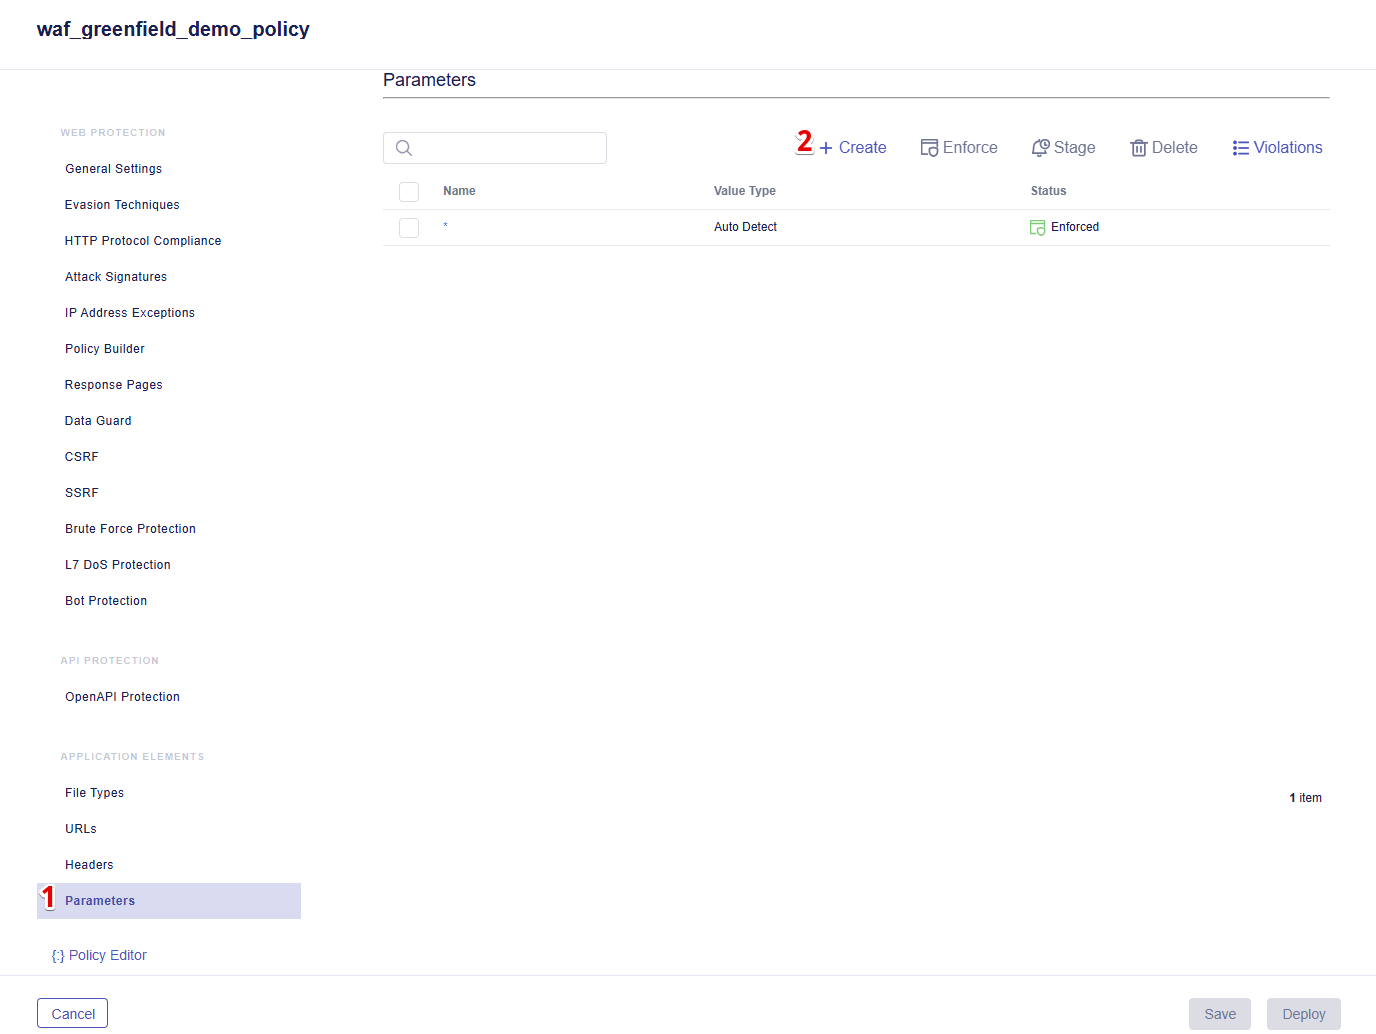 waf_greenfield_demo_policy
Parameters
WEB PROTECTION
General Settings
Evasion Techniques
HTTP Protocol Compliance
Attack Signatures
IP Address Exceptions
Policy Builder
Response Pages
Data Guard
CSRF
SSRF
Brute Force Protection
L7 DoS Protection
Bot Protection
API PROTECTION
OpenAPI Protection
APPLICATION ELEMENTS
File Types
URLs
Headers
1 Parameters
{:} Policy Editor
2 + Create Enforce Stage Delete Violations
Name Value Type Status
* Auto Detect Enforced
1 item
Cancel Save Deploy